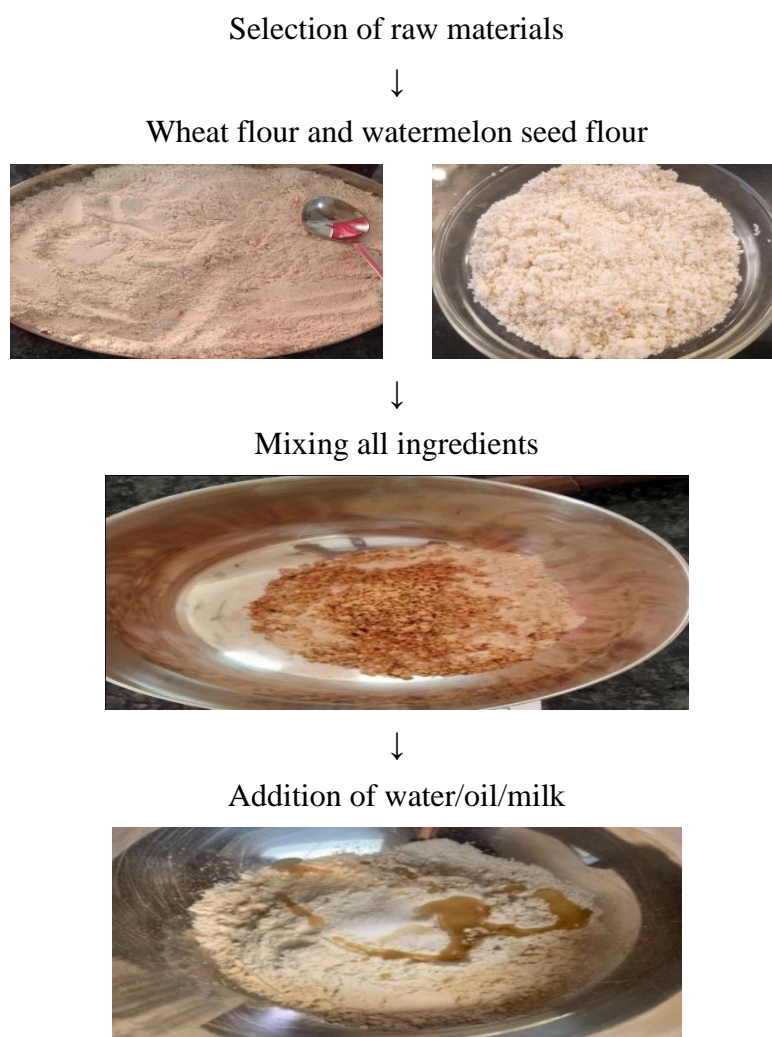 Selection of raw materials
↓
Wheat flour and watermelon seed flour
↓
Mixing all ingredients
↓
Addition of water/oil/milk